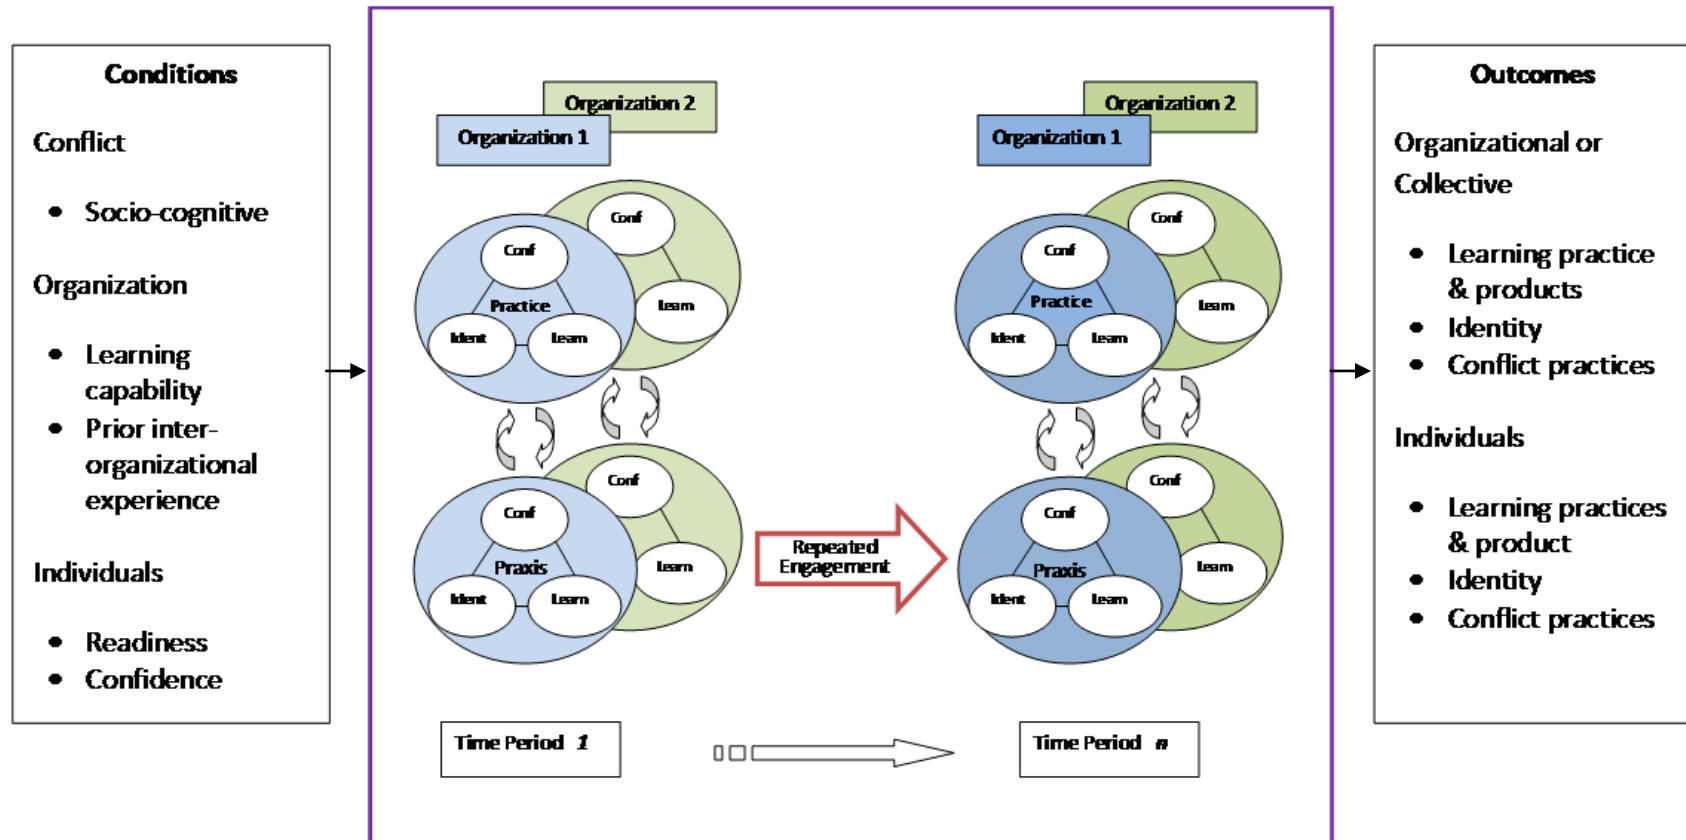 Conditions
Conflict
• Socio-cognitive
Organization
• Learning
capability
• Prior inter-
organizational
experience
Individuals
• Readiness
• Confidence
Organization 2
Organization 1
Conf
Conf
Practice
Learn
Ident
Learn
Conf
Conf
Praxis
Learn
Ident
Learn
Time Period 1
Repeated
Engagement
Organization 2
Organization 1
Conf
Conf
Practice
Learn
Ident
Learn
Conf
Conf
Praxis
Learn
Ident
Learn
Time Period n
Outcomes
Organizational or
Collective
• Learning practice
& products
• Identity
• Conflict practices
Individuals
• Learning practices
& product
• Identity
• Conflict practices